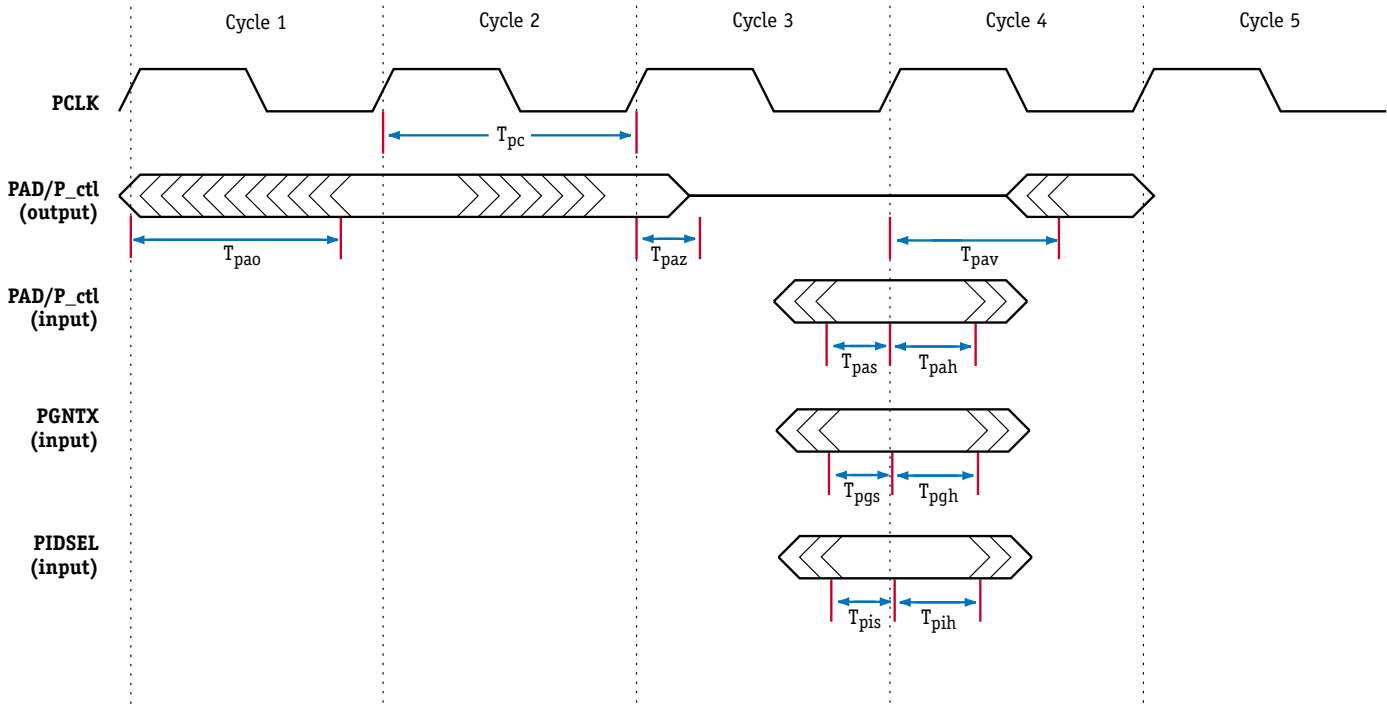 Cycle 1 Cycle 2 Cycle 3 Cycle 4 Cycle 5
PCLK
Tpc
PAD/P_ctl
(output)
Tpao Tpaz Tpav
PAD/P_ctl
(input)
Tpas Tpah
PGNTX
(input)
Tpgs Tpgh
PIDSEL
(input)
Tpis Tpih